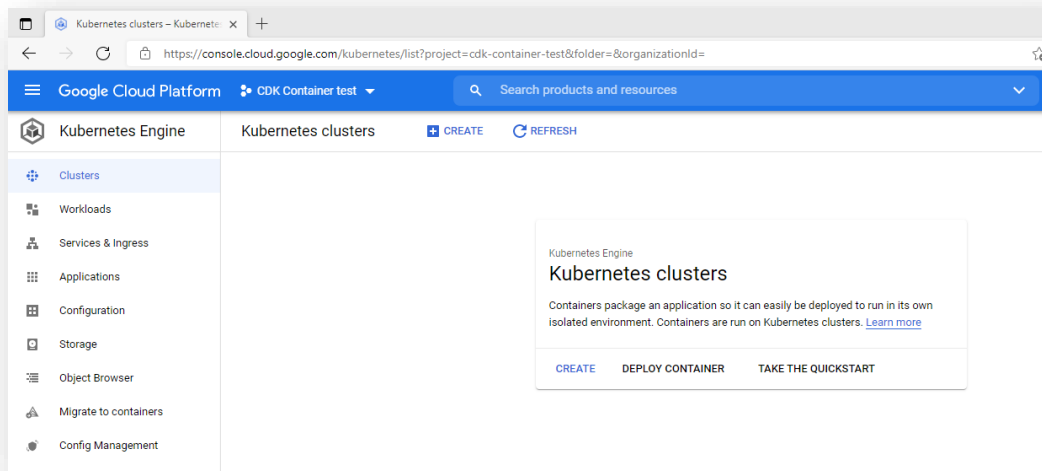 Kubernetes clusters – Kubernete
https://console.cloud.google.com/kubernetes/list?project=cdk-container-test&folder=&organizationId=
Google Cloud Platform
CDK Container test
Search products and resources
Kubernetes Engine
Kubernetes clusters
CREATE
REFRESH
Clusters
Workloads
Services & Ingress
Applications
Configuration
Storage
Object Browser
Migrate to containers
Config Management
Kubernetes Engine
Kubernetes clusters
Containers package an application so it can easily be deployed to run in its own
isolated environment. Containers are run on Kubernetes clusters. Learn more
CREATE
DEPLOY CONTAINER
TAKE THE QUICKSTART